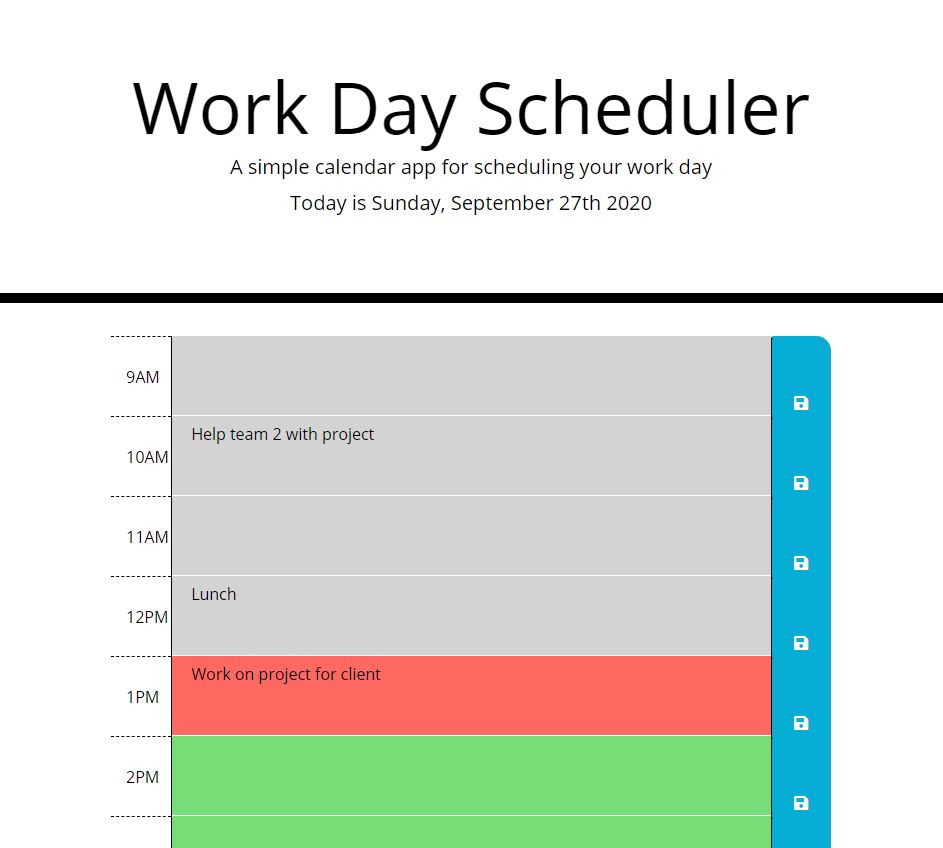 Work Day Scheduler
A simple calendar app for scheduling your work day
Today is Sunday, September 27th 2020
9AM
Help team 2 with project
10AM
11AM
Lunch
12PM
Work on project for client
1PM
2PM